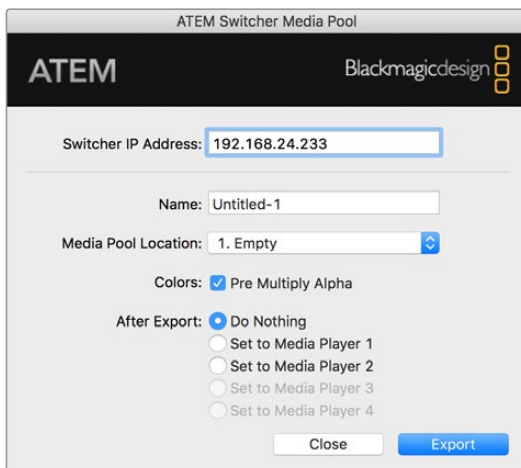 ATEM Switcher Media Pool
ATEM Blackmagicdesign
Switcher IP Address: 192.168.24.233
Name: Untitled-1
Media Pool Location: 1. Empty
Colors: Pre Multiply Alpha
After Export: Do Nothing
Set to Media Player 1
Set to Media Player 2
Set to Media Player 3
Set to Media Player 4
Close Export